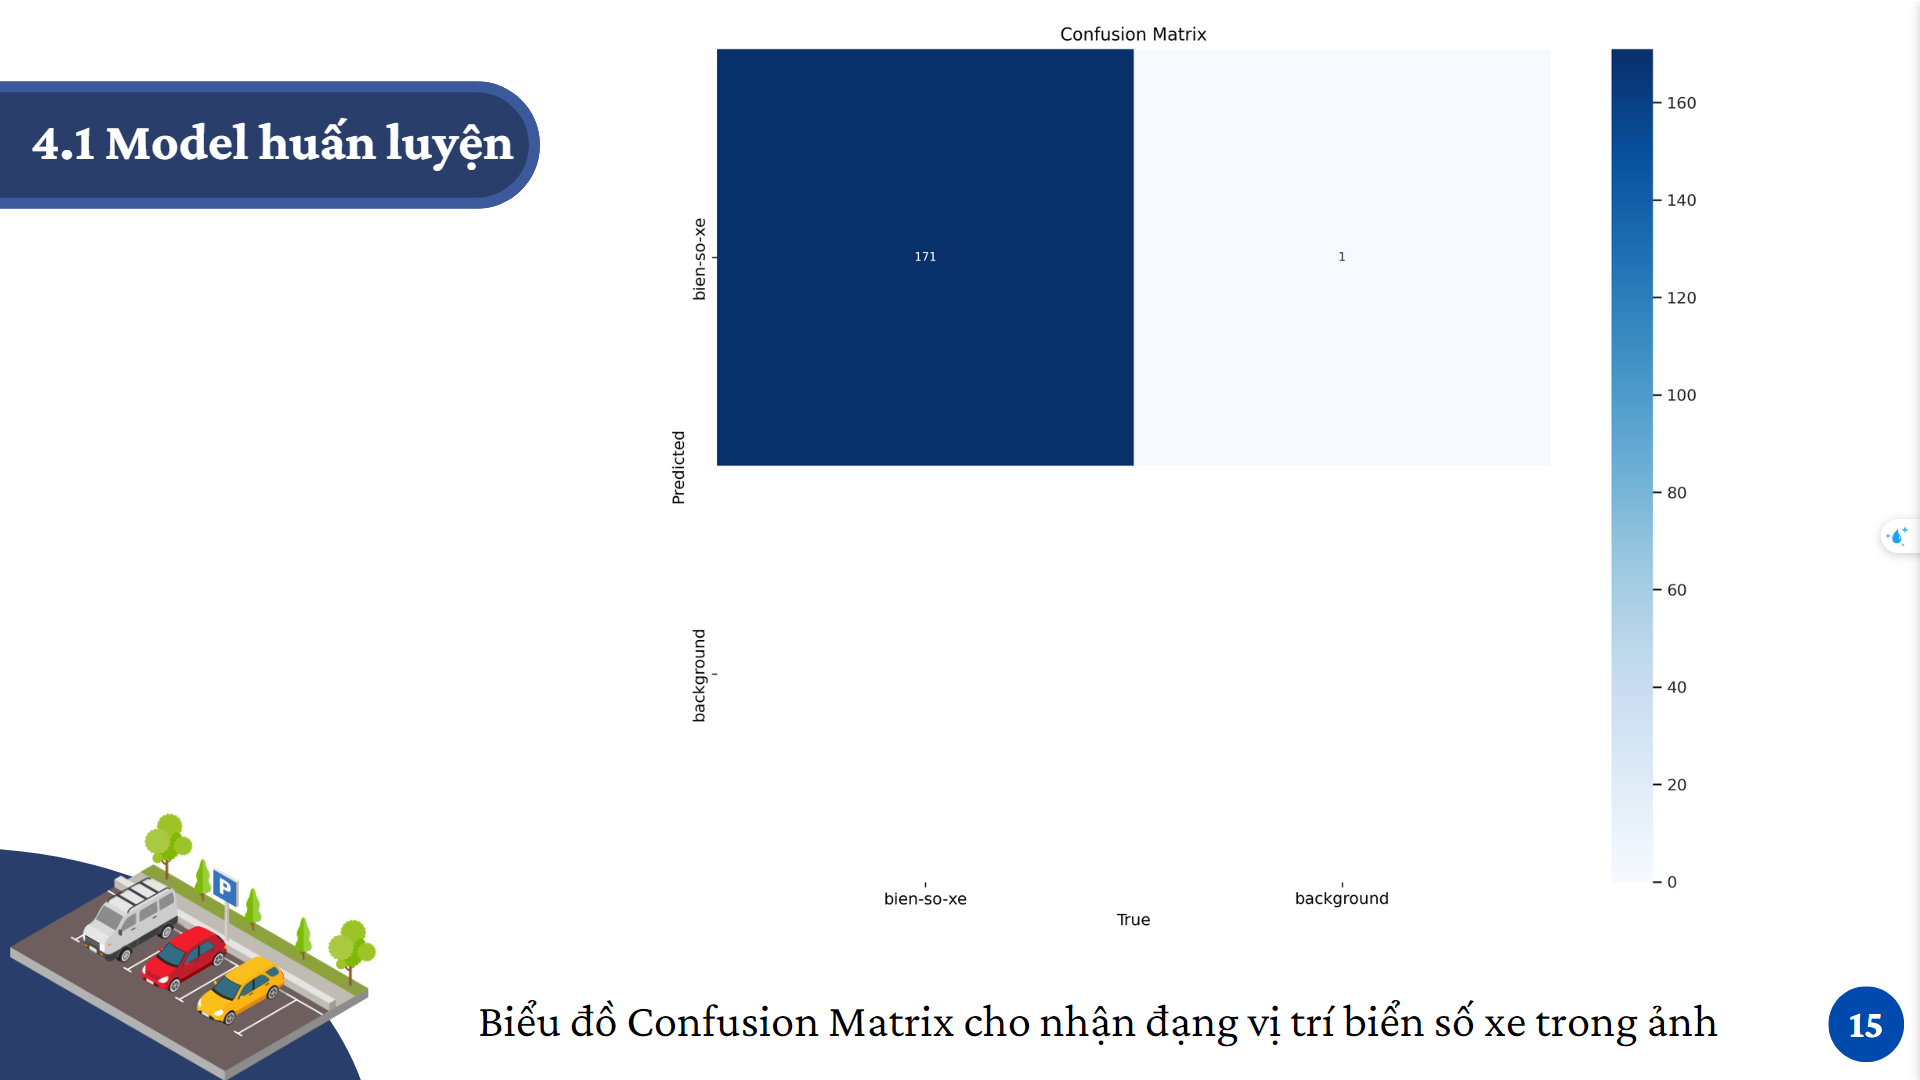 4.1 Model huấn luyện
Confusion Matrix
bien-so-xe
171
1
Predicted
background
bien-so-xe
background
True
160
140
120
100
80
60
40
20
0
P
Biểu đồ Confusion Matrix cho nhận đạng vị trí biển số xe trong ảnh
15